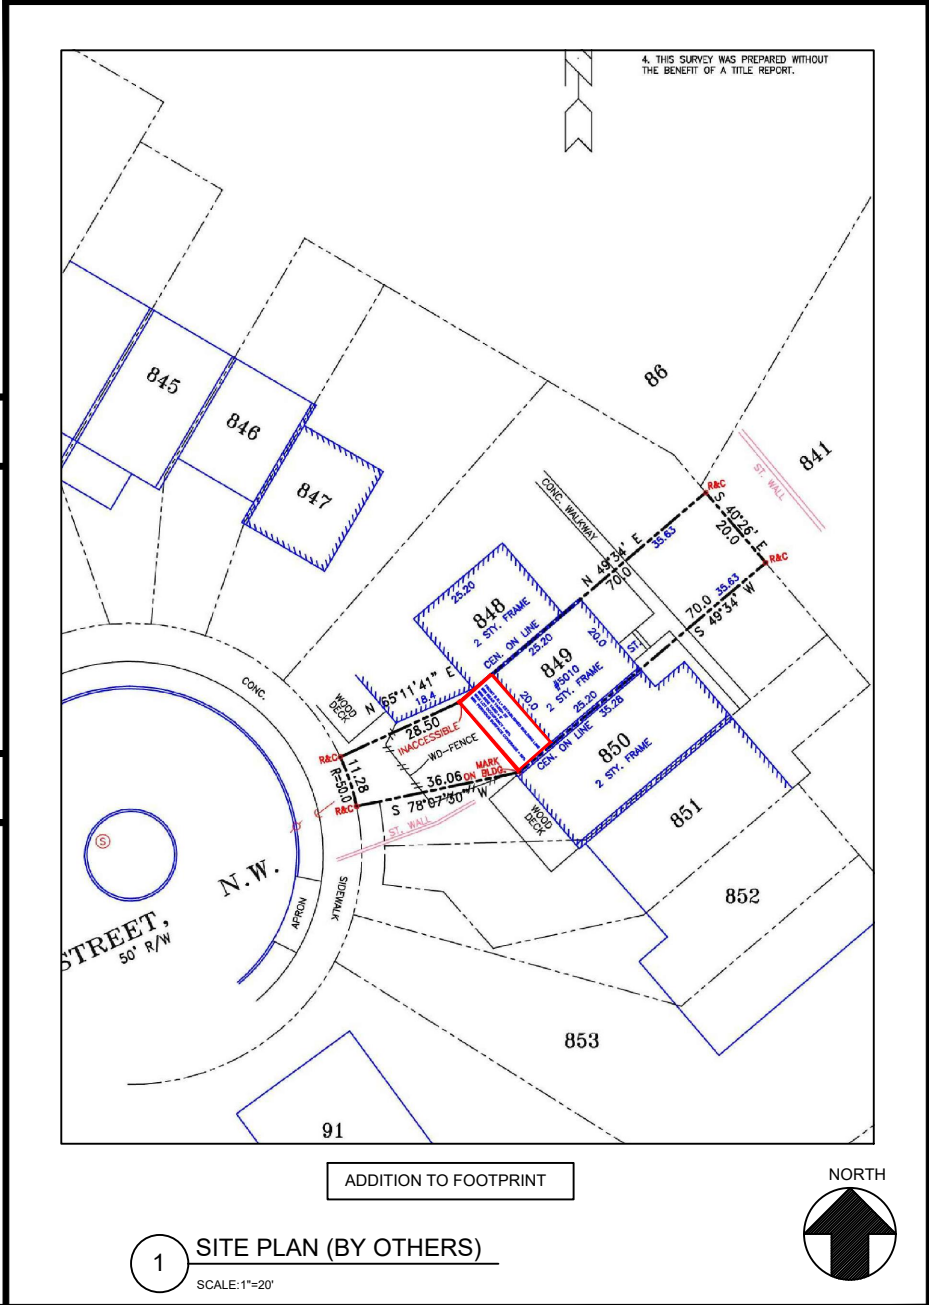 4. THIS SURVEY WAS PREPARED WITHOUT
THE BENEFIT OF A TITLE REPORT.
86
841
845
846
847
ST. WALL
R&C
S 40°26' E
20.0
R&C
CONC. WALKWAY
N 49°34' E
70.0
35.63
70.0
35.63
S 49°34' W
25.20
848
2 STY. FRAME
CEN. ON LINE
25.20
20.0
849
#5010
2 STY. FRAME
25.20
20.0
ST.
35.28
CEN. ON LINE
850
2 STY. FRAME
CONC.
WOOD
DECK
N 65°11'41" E
18.4
28.50
INACCESSIBLE
WD-FENCE
R&C
11.28
R=50.0
R&C
36.06
MARK
ON BLDG.
S 78°07'30" W
ST. WALL
WOOD
DECK
851
852
853
S
N.W.
STREET,
50' R/W
APRON
SIDEWALK
91
ADDITION TO FOOTPRINT
NORTH
1
SITE PLAN (BY OTHERS)
SCALE:1"=20'